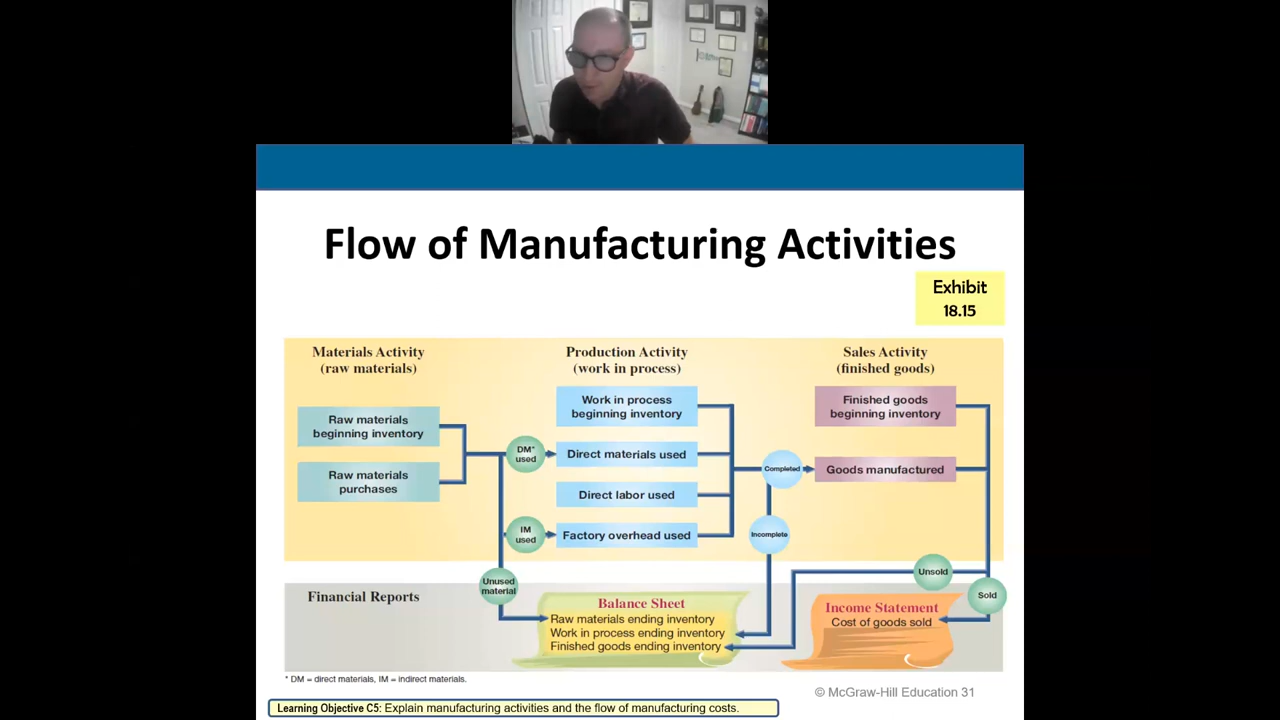 Flow of Manufacturing Activities
Exhibit
18.15
Materials Activity
(raw materials)
Raw materials
beginning inventory
Raw materials
purchases
Production Activity
(work in process)
Work in process
beginning inventory
DM*
used
Direct materials used
Direct labor used
IM
used
Factory overhead used
Sales Activity
(finished goods)
Finished goods
beginning inventory
Completed
Goods manufactured
Incomplete
Unused
material
Unsold
Sold
Financial Reports
Balance Sheet
Raw materials ending inventory
Work in process ending inventory
Finished goods ending inventory
Income Statement
Cost of goods sold
* DM = direct materials, IM = indirect materials.
© McGraw-Hill Education 31
Learning Objective C5: Explain manufacturing activities and the flow of manufacturing costs.